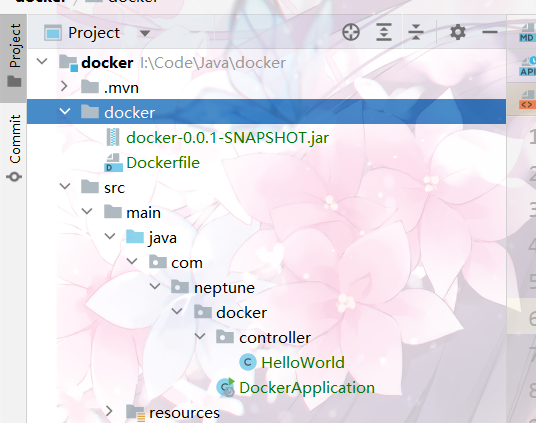 docker
docker
Project
Project
Commit
docker I:\Code\Java\docker
.mvn
docker
docker-0.0.1-SNAPSHOT.jar
Dockerfile
src
main
java
com
neptune
docker
controller
HelloWorld
DockerApplication
resources
MD
API
1
2
3
4
5
6
7
8
9